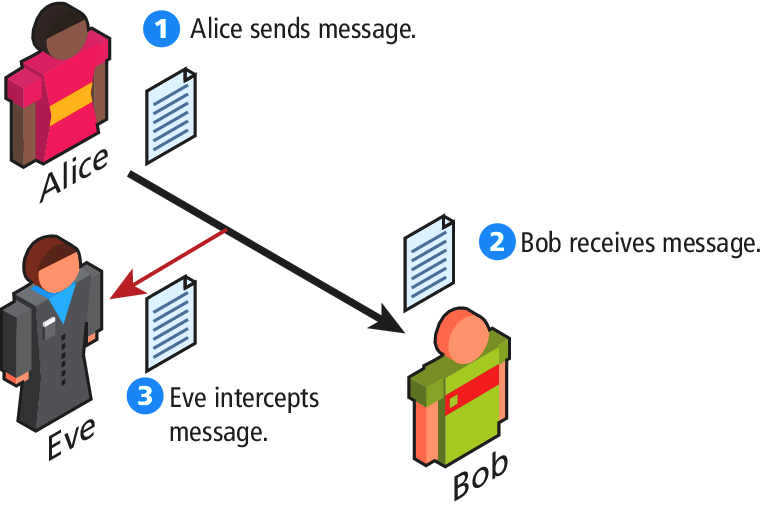 1 Alice sends message.
Alice
2 Bob receives message.
3 Eve intercepts
message.
Eve
Bob